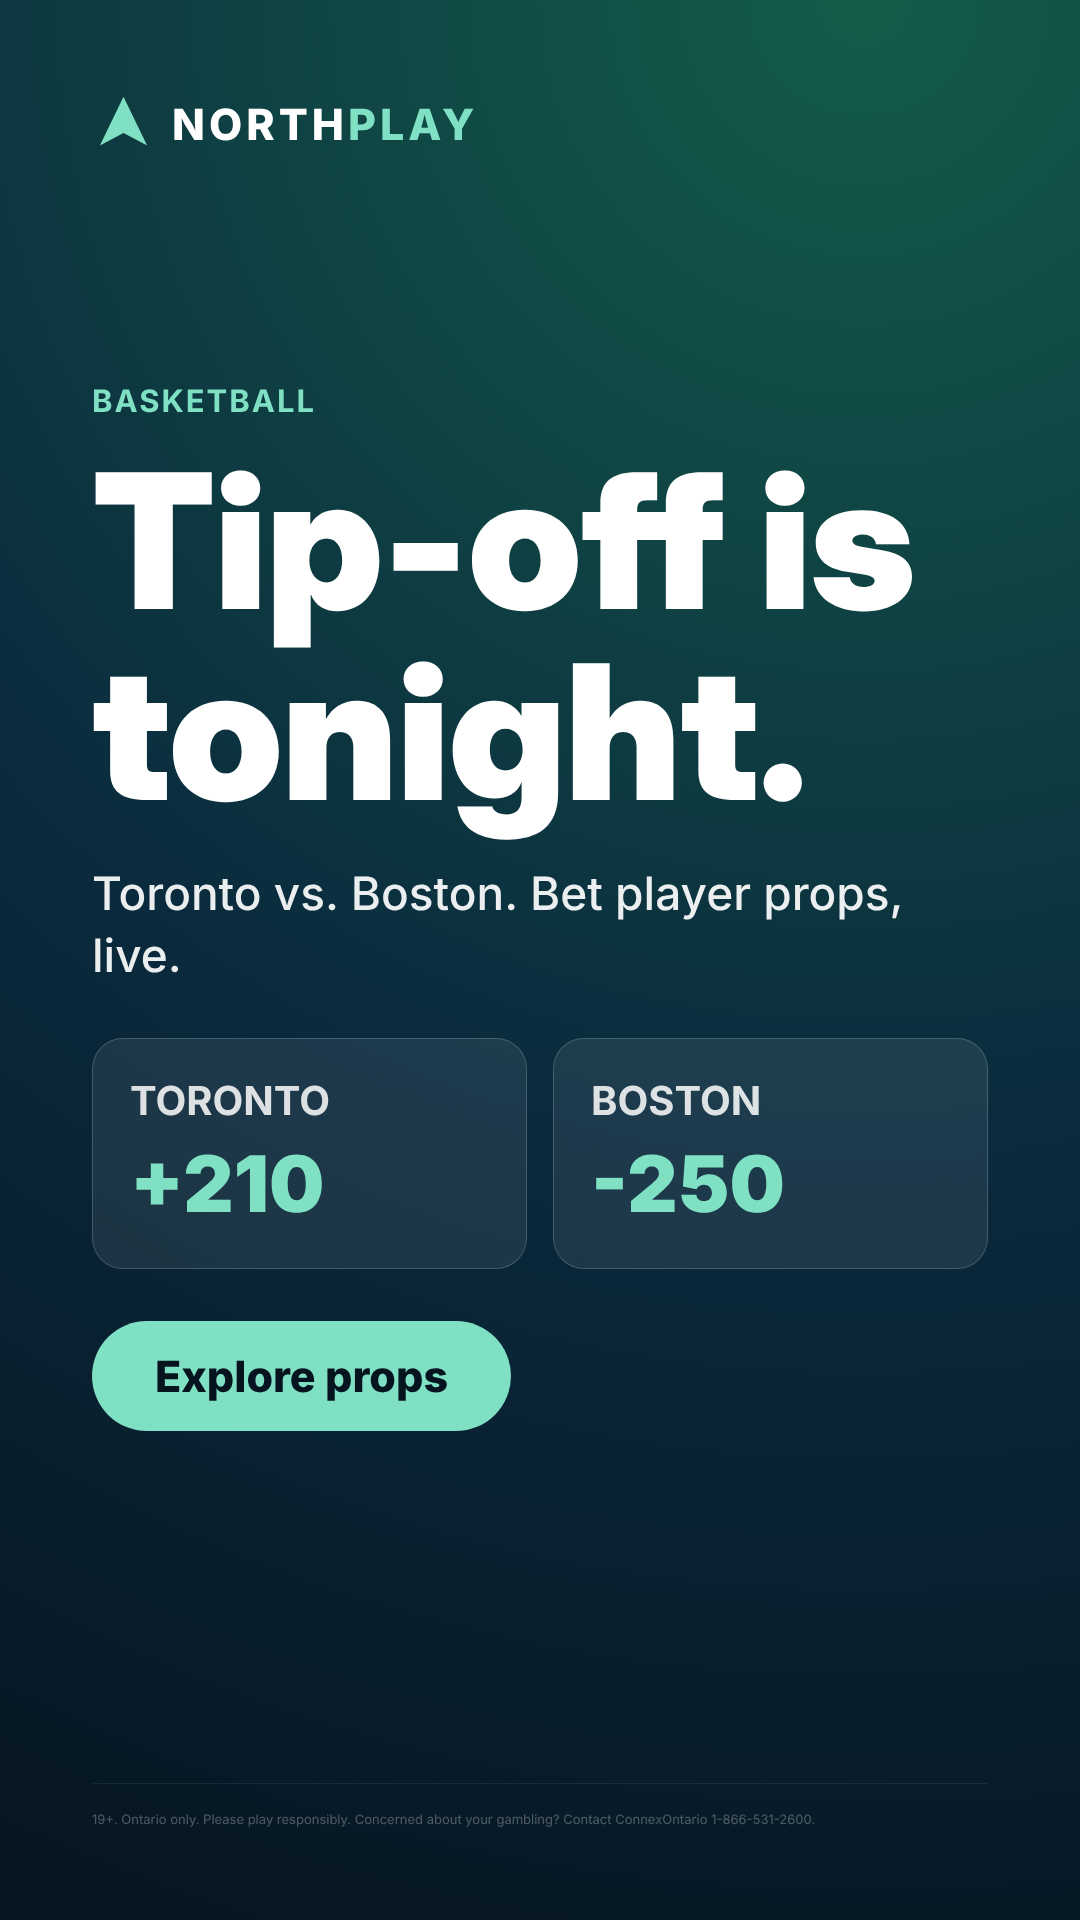 NORTHPLAY
BASKETBALL
Tip-off is
tonight.
Toronto vs. Boston. Bet player props,
live.
TORONTO
+210
BOSTON
-250
Explore props
19+. Ontario only. Please play responsibly. Concerned about your gambling? Contact ConnexOntario 1-866-531-2600.